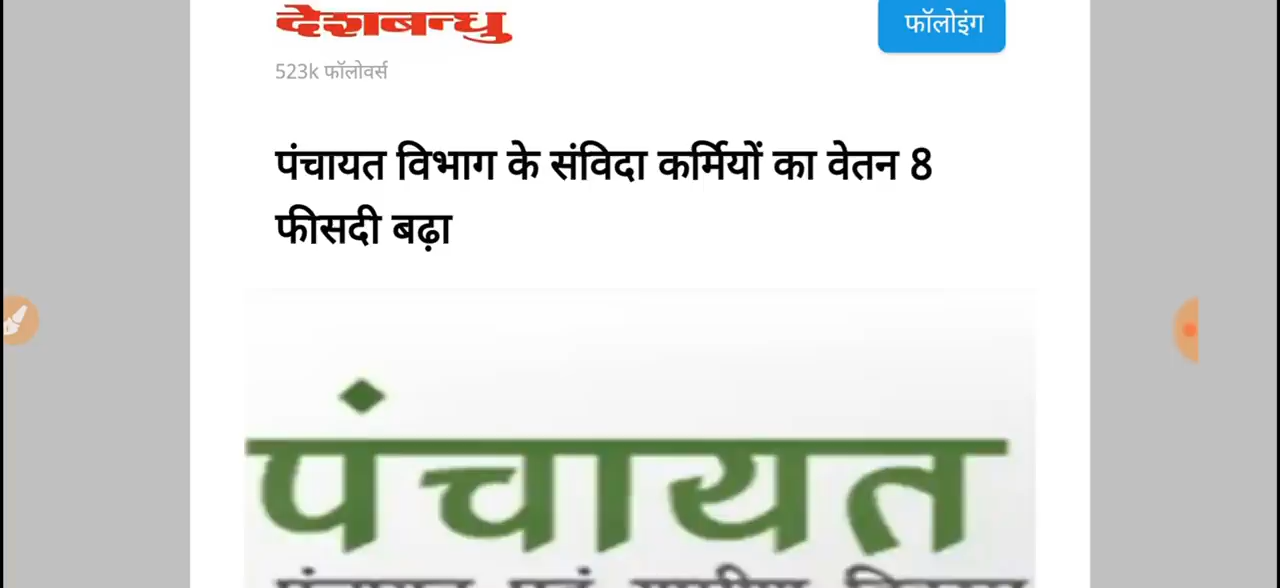 देशबन्धु
फॉलोइंग
523k फॉलोवर्स
पंचायत विभाग के संविदा कर्मियों का वेतन 8
फीसदी बढ़ा
पंचायत